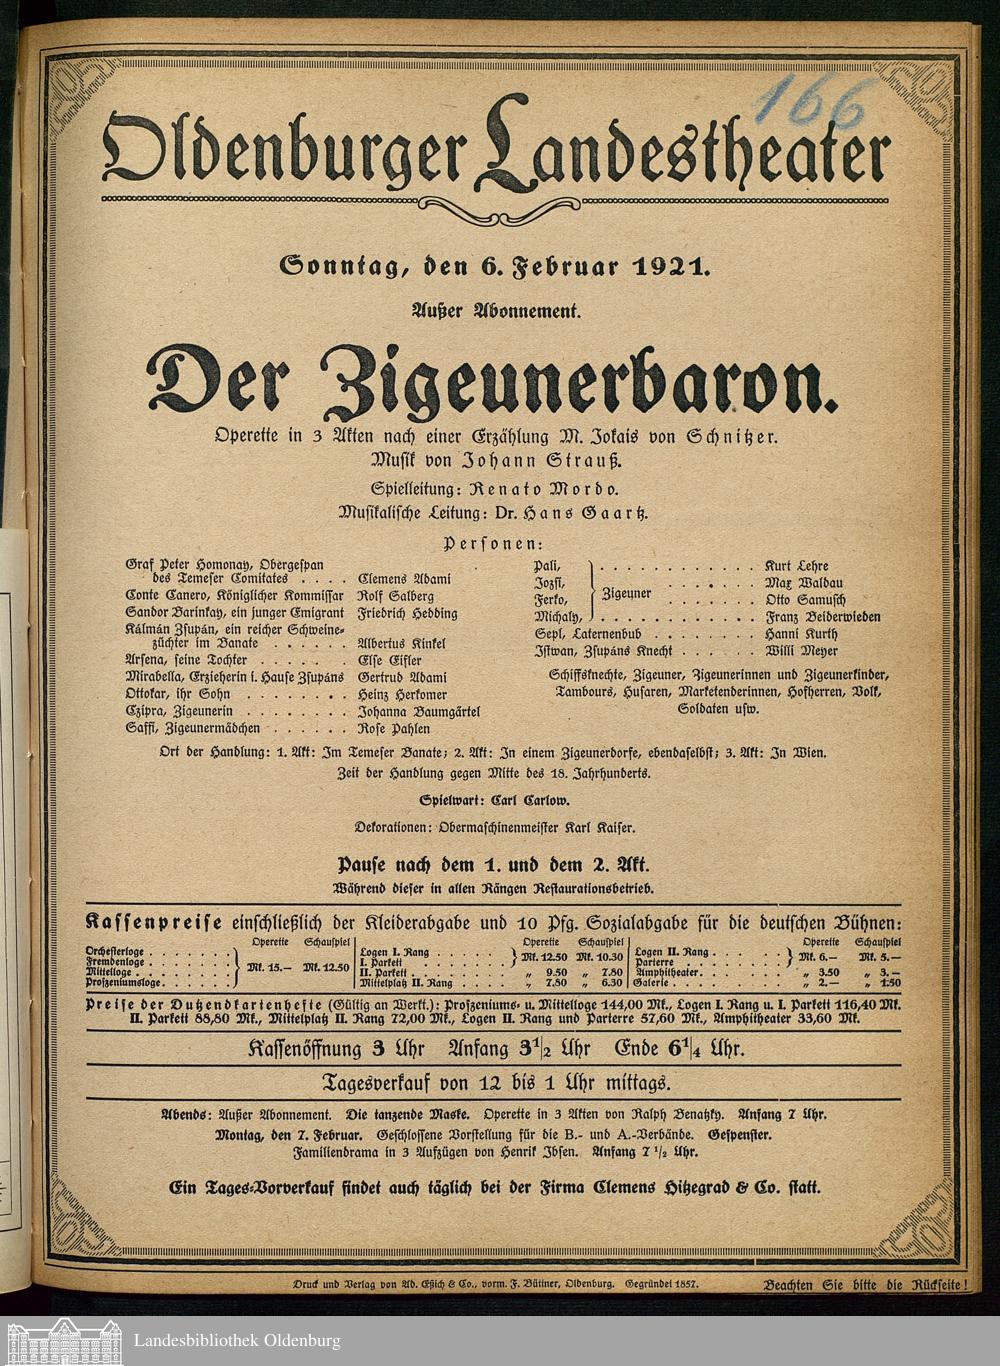 166
Oldenburger Landestheater
Sonntag, den 6. Februar 1921.
Außer Abonnement.
Der Zigeunerbaron.
Operette in 3 Akten nach einer Erzählung M. Jokais von Schnitzer.
Musik von Johann Strauß.
Spielleitung: Renato Mordo.
Musikalische Leitung: Dr. Hans Gaartz.
Personen:
Graf Peter Homonay, Obergespan
des Temeser Comitates . . . . Clemens Adami
Conte Canero, Königlicher Kommissar Rolf Salberg
Sandor Barinkay, ein junger Emigrant Friedrich Hedding
Kálmán Zsupán, ein reicher Schweine-
züchter im Banate . . . . . . Albertus Kinkel
Arsena, seine Tochter . . . . . . Else Eisler
Mirabella, Erzieherin i. Hause Zsupáns Gertrud Adami
Ottokar, ihr Sohn . . . . . . . . Heinz Herkomer
Czipra, Zigeunerin . . . . . . . . Johanna Baumgärtel
Saffi, Zigeunermädchen . . . . . . Rose Pahlen
Pali, . . . . . . . . . . . . Kurt Lehre
Jozsi, . . . . . . Max Waldau
Zigeuner
Ferko, . . . . . . . Otto Samusch
Michaly, . . . . . . . . . . . . Franz Beiderwieden
Sepl, Laternenbub . . . . . . . . Hanni Kurth
Istwan, Zsupáns Knecht . . . . . Willi Meyer
Schiffsknechte, Zigeuner, Zigeunerinnen und Zigeunerkinder,
Tambours, Husaren, Marketenderinnen, Hofherren, Volk,
Soldaten usw.
Ort der Handlung: 1. Akt: Im Temeser Banate; 2. Akt: In einem Zigeunerdorfe, ebendaselbst; 3. Akt: In Wien.
Zeit der Handlung gegen Mitte des 18. Jahrhunderts.
Spielwart: Carl Carlow.
Dekorationen: Obermaschinenmeister Karl Kaiser.
Pause nach dem 1. und dem 2. Akt.
Während dieser in allen Rängen Restaurationsbetrieb.
Kassenpreise einschließlich der Kleiderabgabe und 10 Pfg. Sozialabgabe für die deutschen Bühnen:
Operette Schauspiel
Orchesterloge . . . . . . .
Fremdenloge . . . . . . .
Mittelloge . . . . . . . .
Proszeniumsloge . . . . . .
Mk. 15.— Mk. 12.50
Operette Schauspiel
Logen I. Rang . . . . . .
I. Parkett . . . . . . .
Mk. 12.50 Mk. 10.30
II. Parkett . . . . . . . . „ 9.50 „ 7.80
Mittelplatz II. Rang . . . . . „ 7.80 „ 6.30
Operette Schauspiel
Logen II. Rang . . . . . .
Parterre . . . . . . . .
Mk. 6.— Mk. 5.—
Amphitheater . . . . . . . „ 3.50 „ 3.—
Galerie . . . . . . . . . „ 2.— „ 1.50
Preise der Dutzendkartenhefte (Gültig an Werkt.): Proszeniums- u. Mittelloge 144,00 Mk., Logen I. Rang u. I. Parkett 116,40 Mk.
II. Parkett 88,80 Mk., Mittelplatz II. Rang 72,00 Mk., Logen II. Rang und Parterre 57,60 Mk., Amphitheater 33,60 Mk.
Kassenöffnung 3 Uhr Anfang 3 1/2 Uhr Ende 6 1/4 Uhr.
Tagesverkauf von 12 bis 1 Uhr mittags.
Abends: Außer Abonnement. Die tanzende Maske. Operette in 3 Akten von Ralph Benatzky. Anfang 7 Uhr.
Montag, den 7. Februar. Geschlossene Vorstellung für die B.- und A.-Verbände. Gespenster.
Familiendrama in 3 Aufzügen von Henrik Ibsen. Anfang 7 1/2 Uhr.
Ein Tages-Vorverkauf findet auch täglich bei der Firma Clemens Hitzegrad & Co. statt.
Druck und Verlag von Ad. Eßich & Co., vorm. F. Büttner, Oldenburg. Gegründet 1857.
Beachten Sie bitte die Rückseite!
Landesbibliothek Oldenburg